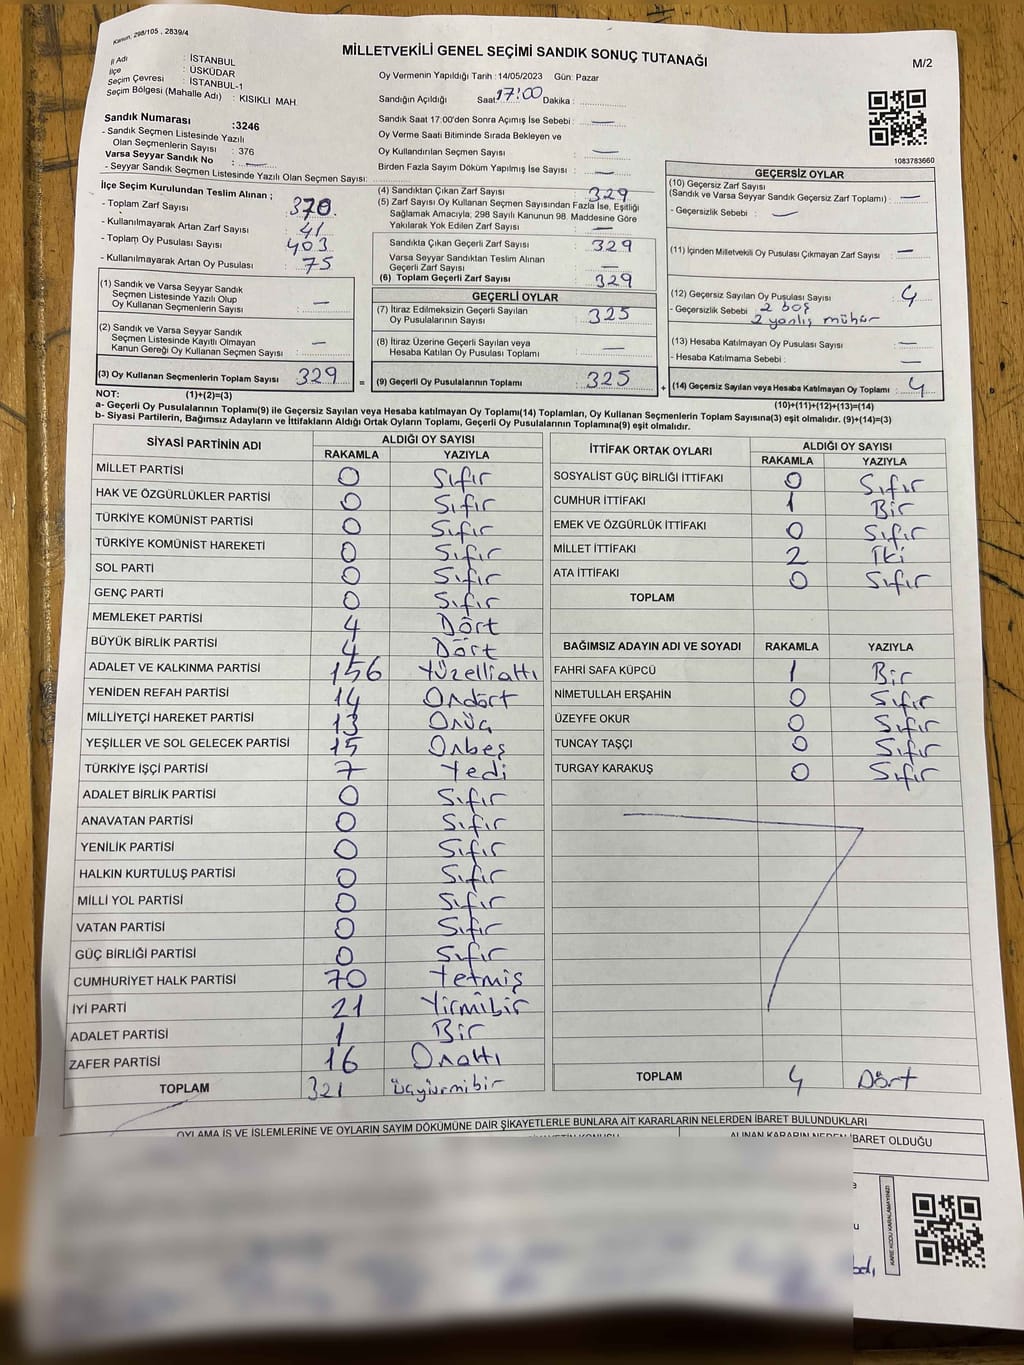 Kanun: 298/105 , 2839/4
MİLLETVEKİLİ GENEL SEÇİMİ SANDIK SONUÇ TUTANAĞI
M/2
İl Adı : İSTANBUL
İlçe : ÜSKÜDAR
Seçim Çevresi : İSTANBUL-1
Seçim Bölgesi (Mahalle Adı) : KISIKLI MAH.
Oy Vermenin Yapıldığı Tarih : 14/05/2023 Gün: Pazar
Sandığın Açıldığı Saat 17:00 Dakika :
Sandık Saat 17:00'den Sonra Açımış İse Sebebi : —
Oy Verme Saati Bitiminde Sırada Bekleyen ve
Oy Kullandırılan Seçmen Sayısı : —
Birden Fazla Sayım Döküm Yapılmış İse Sayısı : —
1083783660
Sandık Numarası :3246
- Sandık Seçmen Listesinde Yazılı
Olan Seçmenlerin Sayısı : 376
Varsa Seyyar Sandık No : —
- Seyyar Sandık Seçmen Listesinde Yazılı Olan Seçmen Sayısı:
İlçe Seçim Kurulundan Teslim Alınan ;
- Toplam Zarf Sayısı : 370
- Kullanılmayarak Artan Zarf Sayısı : 41
- Toplam Oy Pusulası Sayısı : 403
- Kullanılmayarak Artan Oy Pusulası : 75
(1) Sandık ve Varsa Seyyar Sandık
Seçmen Listesinde Yazılı Olup
Oy Kullanan Seçmenlerin Sayısı : —
(2) Sandık ve Varsa Seyyar Sandık
Seçmen Listesinde Kayıtlı Olmayan
Kanun Gereği Oy Kullanan Seçmen Sayısı : —
(3) Oy Kullanan Seçmenlerin Toplam Sayısı : 329
(4) Sandıktan Çıkan Zarf Sayısı : 329
(5) Zarf Sayısı Oy Kullanan Seçmen Sayısından Fazla İse, Eşitliği
Sağlamak Amacıyla; 298 Sayılı Kanunun 98. Maddesine Göre
Yakılarak Yok Edilen Zarf Sayısı : —
Sandıkla Çıkan Geçerli Zarf Sayısı : 329
Varsa Seyyar Sandıktan Teslim Alınan
Geçerli Zarf Sayısı : —
(6) Toplam Geçerli Zarf Sayısı : 329
GEÇERLİ OYLAR
(7) İtiraz Edilmeksizin Geçerli Sayılan
Oy Pusulalarının Sayısı : 325
(8) İtiraz Üzerine Geçerli Sayılan veya
Hesaba Katılan Oy Pusulası Toplamı : —
= (9) Geçerli Oy Pusulalarının Toplamı : 325
GEÇERSİZ OYLAR
(10) Geçersiz Zarf Sayısı
(Sandık ve Varsa Seyyar Sandık Geçersiz Zarf Toplamı) : —
- Geçersizlik Sebebi : —
(11) İçinden Milletvekili Oy Pusulası Çıkmayan Zarf Sayısı : —
(12) Geçersiz Sayılan Oy Pusulası Sayısı : 4
- Geçersizlik Sebebi 2 boş
2 yanlış mühür
(13) Hesaba Katılmayan Oy Pusulası Sayısı : —
- Hesaba Katılmama Sebebi : —
+ (14) Geçersiz Sayılan veya Hesaba Katılmayan Oy Toplamı : 4
NOT: (1)+(2)=(3)
(10)+(11)+(12)+(13)=(14)
a- Geçerli Oy Pusulalarının Toplamı(9) ile Geçersiz Sayılan veya Hesaba katılmayan Oy Toplamı(14) Toplamları, Oy Kullanan Seçmenlerin Toplam Sayısına(3) eşit olmalıdır. (9)+(14)=(3)
b- Siyasi Partilerin, Bağımsız Adayların ve İttifakların Aldığı Ortak Oyların Toplamı, Geçerli Oy Pusulalarının Toplamına(9) eşit olmalıdır.
SİYASİ PARTİNİN ADI ALDIĞI OY SAYISI
RAKAMLA YAZIYLA
MİLLET PARTİSİ 0 Sıfır
HAK VE ÖZGÜRLÜKLER PARTİSİ 0 Sıfır
TÜRKİYE KOMÜNİST PARTİSİ 0 Sıfır
TÜRKİYE KOMÜNİST HAREKETİ 0 Sıfır
SOL PARTİ 0 Sıfır
GENÇ PARTİ 0 Sıfır
MEMLEKET PARTİSİ 4 Dört
BÜYÜK BİRLİK PARTİSİ 4 Dört
ADALET VE KALKINMA PARTİSİ 156 Yüzelliattı
YENİDEN REFAH PARTİSİ 14 Ondört
MİLLİYETÇİ HAREKET PARTİSİ 13 Onüç
YEŞİLLER VE SOL GELECEK PARTİSİ 15 Onbeş
TÜRKİYE İŞÇİ PARTİSİ 7 Yedi
ADALET BİRLİK PARTİSİ 0 Sıfır
ANAVATAN PARTİSİ 0 Sıfır
YENİLİK PARTİSİ 0 Sıfır
HALKIN KURTULUŞ PARTİSİ 0 Sıfır
MİLLİ YOL PARTİSİ 0 Sıfır
VATAN PARTİSİ 0 Sıfır
GÜÇ BİRLİĞİ PARTİSİ 0 Sıfır
CUMHURİYET HALK PARTİSİ 70 Yetmiş
İYİ PARTİ 21 Yirmibir
ADALET PARTİSİ 1 Bir
ZAFER PARTİSİ 16 Onaltı
TOPLAM 321 üçyüzyirmibir
İTTİFAK ORTAK OYLARI ALDIĞI OY SAYISI
RAKAMLA YAZIYLA
SOSYALİST GÜÇ BİRLİĞİ İTTİFAKI 0 Sıfır
CUMHUR İTTİFAKI 1 Bir
EMEK VE ÖZGÜRLÜK İTTİFAKI 0 Sıfır
MİLLET İTTİFAKI 2 İki
ATA İTTİFAKI 0 Sıfır
TOPLAM
BAĞIMSIZ ADAYIN ADI VE SOYADI RAKAMLA YAZIYLA
FAHRİ SAFA KÜPCÜ 1 Bir
NİMETULLAH ERŞAHİN 0 Sıfır
ÜZEYFE OKUR 0 Sıfır
TUNCAY TAŞÇI 0 Sıfır
TURGAY KARAKUŞ 0 Sıfır
TOPLAM 4 Dört
OYLAMA İŞ VE İŞLEMLERİNE VE OYLARIN SAYIM DÖKÜMÜNE DAİR ŞİKAYETLERLE BUNLARA AİT KARARLARIN NELERDEN İBARET BULUNDUKLARI
ALINAN KARARIN NEDEN İBARET OLDUĞU
KARE KODU KARALAMAYINIZ!